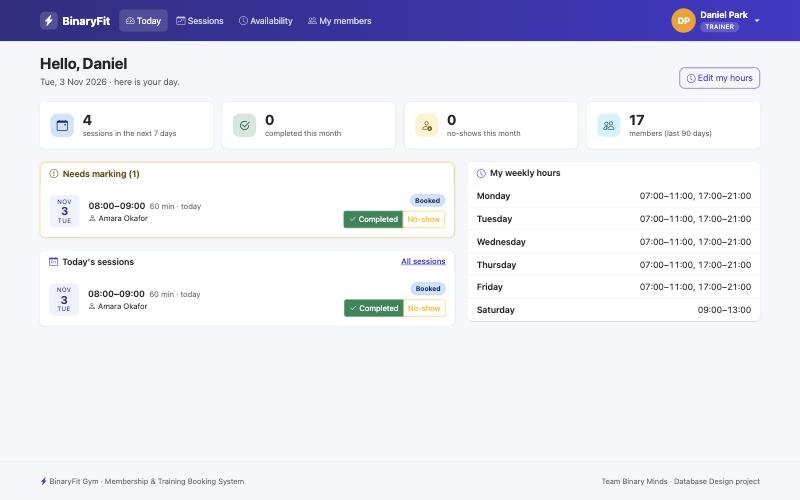 BinaryFit
Today
Sessions
Availability
My members
DP
Daniel Park
TRAINER
Hello, Daniel
Tue, 3 Nov 2026 · here is your day.
Edit my hours
4
sessions in the next 7 days
0
completed this month
0
no-shows this month
17
members (last 90 days)
Needs marking (1)
NOV
3
TUE
08:00–09:00 60 min · today
Amara Okafor
Booked
Completed
No-show
Today's sessions
All sessions
NOV
3
TUE
08:00–09:00 60 min · today
Amara Okafor
Booked
Completed
No-show
My weekly hours
Monday 07:00–11:00, 17:00–21:00
Tuesday 07:00–11:00, 17:00–21:00
Wednesday 07:00–11:00, 17:00–21:00
Thursday 07:00–11:00, 17:00–21:00
Friday 07:00–11:00, 17:00–21:00
Saturday 09:00–13:00
BinaryFit Gym · Membership & Training Booking System
Team Binary Minds · Database Design project